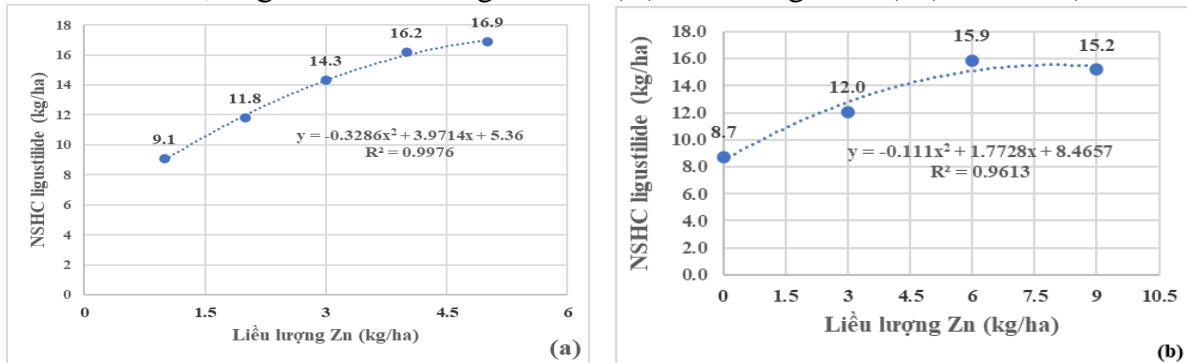 18
16
14
12
10
8
6
4
2
0
NSHC ligustilide (kg/ha)
9.1
11.8
14.3
16.2
16.9
y = -0.3286x² + 3.9714x + 5.36
R² = 0.9976
0 1.5 3 4.5 6
Liều lượng Zn (kg/ha)
(a)
18.0
16.0
14.0
12.0
10.0
8.0
6.0
4.0
2.0
0.0
NSHC ligustilide (kg/ha)
8.7
12.0
15.9
15.2
y = -0.111x² + 1.7728x + 8.4657
R² = 0.9613
0 1.5 3 4.5 6 7.5 9 10.5
Liều lượng Zn (kg/ha)
(b)